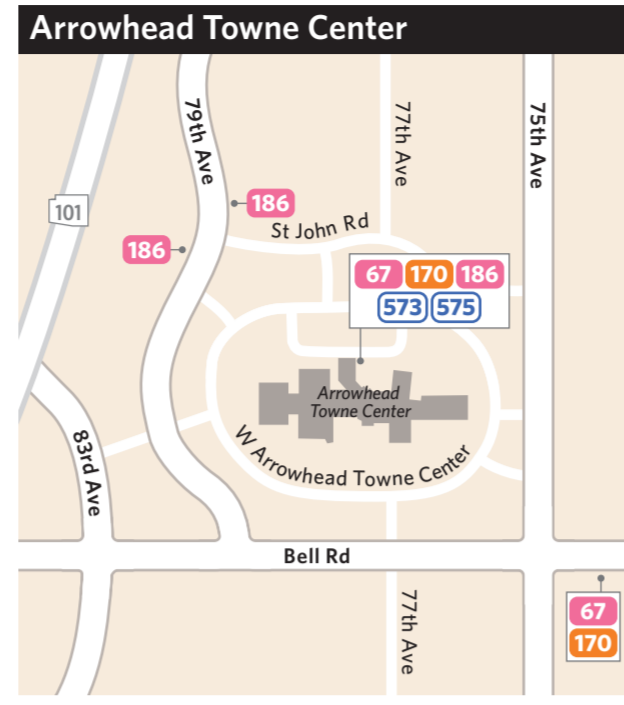 Arrowhead Towne Center
79th Ave
77th Ave
75th Ave
101
186
St John Rd
186
67 170 186
573 575
Arrowhead
Towne Center
W Arrowhead Towne Center
83rd Ave
Bell Rd
77th Ave
67
170